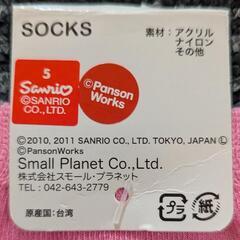 SOCKS
素材：アクリル
ナイロン
その他
5
Sanrio
©SANRIO
CO.,LTD.
©Panson
Works
©2010, 2011 SANRIO CO., LTD. TOKYO, JAPAN Ⓛ
©PansonWorks
Small Planet Co.,Ltd.
株式会社スモール・プラネット
TEL：042-643-2779
原産国：台湾
プラ
紙